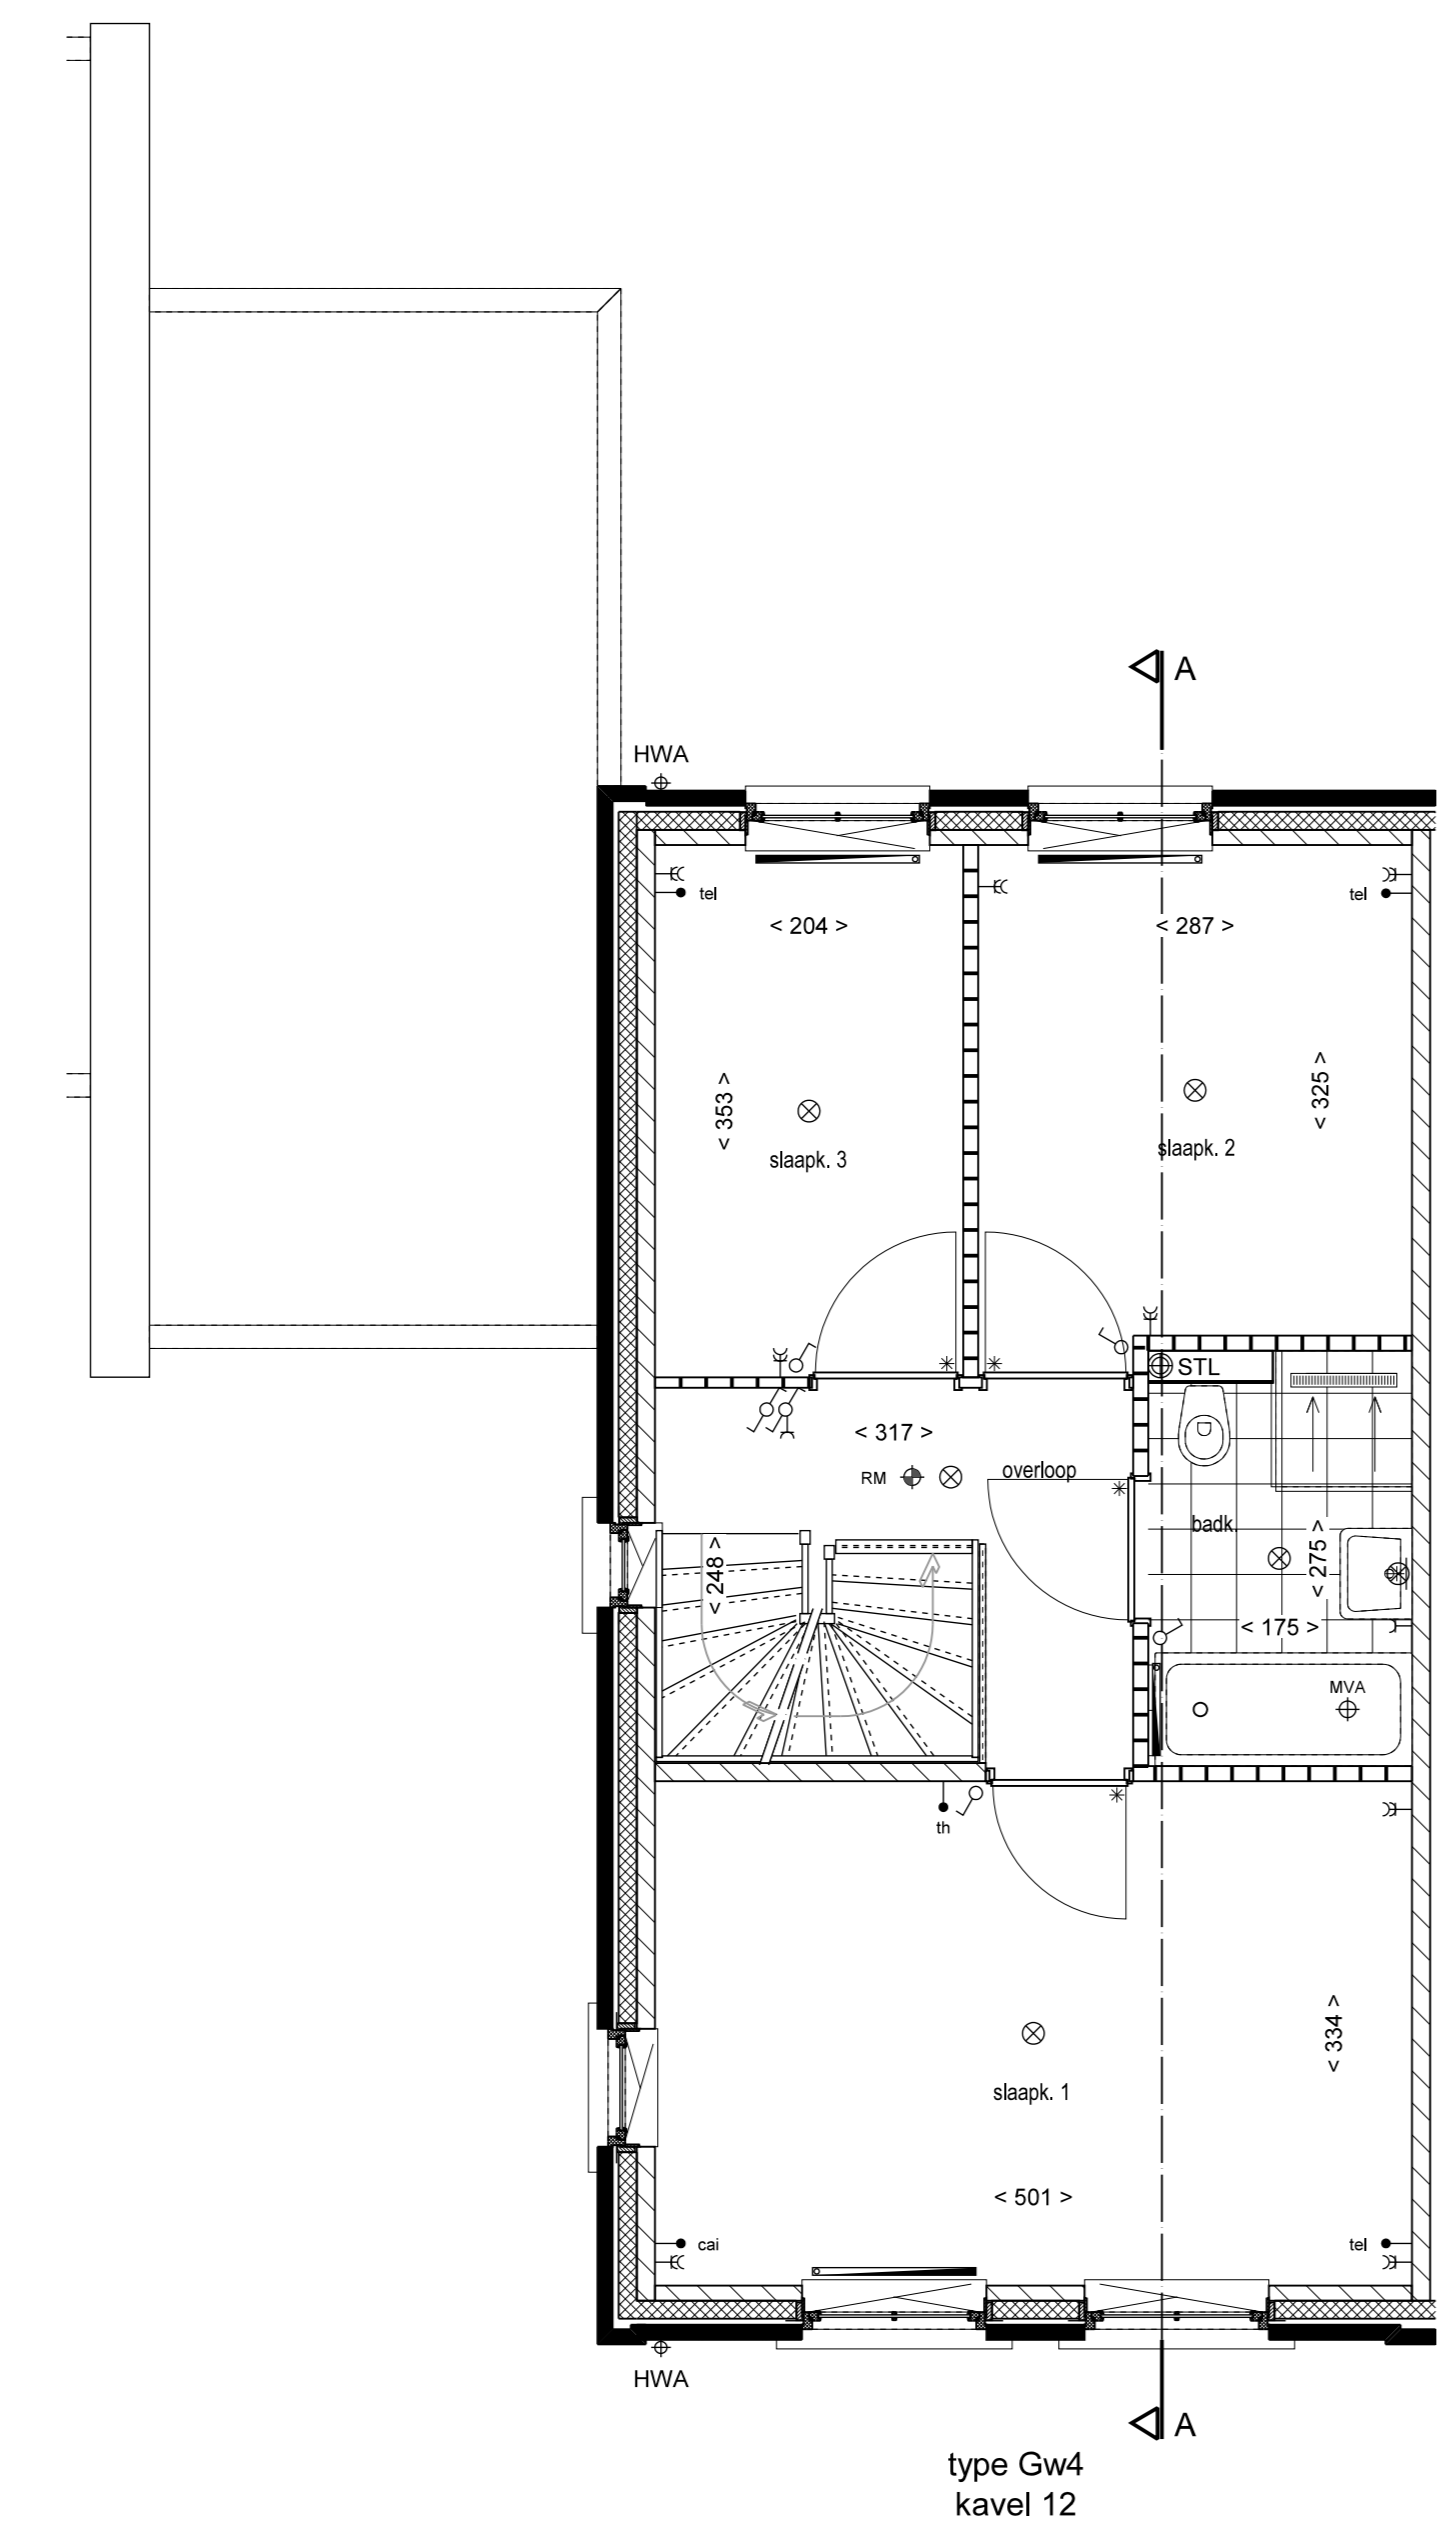 A
HWA
tel
tel
< 204 >
< 287 >
< 353 >
< 325 >
slaapk. 3
slaapk. 2
STL
< 317 >
RM
overloop
badk.
< 248 >
< 275 >
< 175 >
MVA
th
< 334 >
slaapk. 1
< 501 >
cai
tel
HWA
A
type Gw4
kavel 12